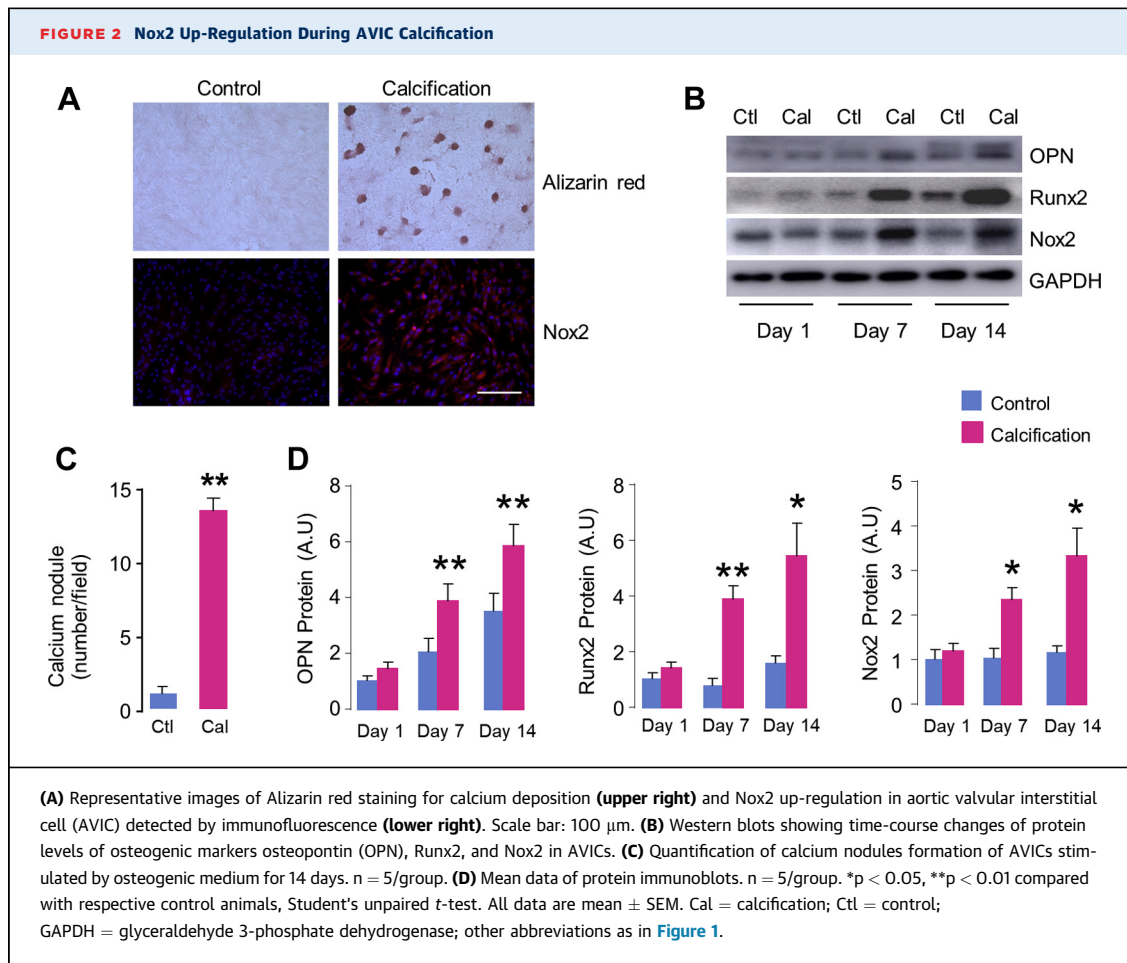 FIGURE 2 Nox2 Up-Regulation During AVIC Calcification
A
Control Calcification
Alizarin red
Nox2
B
Ctl Cal Ctl Cal Ctl Cal
OPN
Runx2
Nox2
GAPDH
Day 1 Day 7 Day 14
Control
Calcification
C
Calcium nodule
(number/field)
15
10
5
0
**
Ctl Cal
D
OPN Protein (A.U)
8
6
4
2
0
** **
Day 1 Day 7 Day 14
Runx2 Protein (A.U)
8
6
4
2
0
** *
Day 1 Day 7 Day 14
Nox2 Protein (A.U)
5
4
3
2
1
0
* *
Day 1 Day 7 Day 14
(A) Representative images of Alizarin red staining for calcium deposition (upper right) and Nox2 up-regulation in aortic valvular interstitial
cell (AVIC) detected by immunofluorescence (lower right). Scale bar: 100 μm. (B) Western blots showing time-course changes of protein
levels of osteogenic markers osteopontin (OPN), Runx2, and Nox2 in AVICs. (C) Quantification of calcium nodules formation of AVICs stim-
ulated by osteogenic medium for 14 days. n = 5/group. (D) Mean data of protein immunoblots. n = 5/group. *p < 0.05, **p < 0.01 compared
with respective control animals, Student's unpaired t-test. All data are mean ± SEM. Cal = calcification; Ctl = control;
GAPDH = glyceraldehyde 3-phosphate dehydrogenase; other abbreviations as in Figure 1.